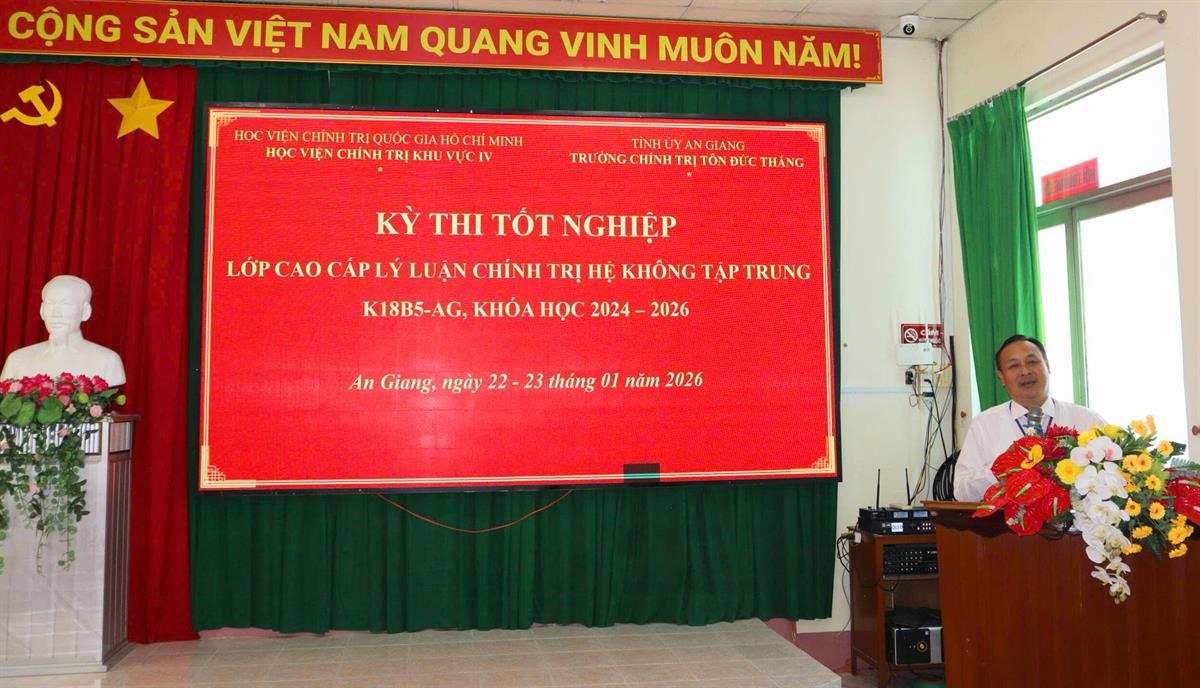 CỘNG SẢN VIỆT NAM QUANG VINH MUÔN NĂM!
HỌC VIỆN CHÍNH TRỊ QUỐC GIA HỒ CHÍ MINH
HỌC VIỆN CHÍNH TRỊ KHU VỰC IV
*
TỈNH ỦY AN GIANG
TRƯỜNG CHÍNH TRỊ TÔN ĐỨC THẮNG
*
KỲ THI TỐT NGHIỆP
LỚP CAO CẤP LÝ LUẬN CHÍNH TRỊ HỆ KHÔNG TẬP TRUNG
K18B5-AG, KHÓA HỌC 2024 – 2026
An Giang, ngày 22 - 23 tháng 01 năm 2026